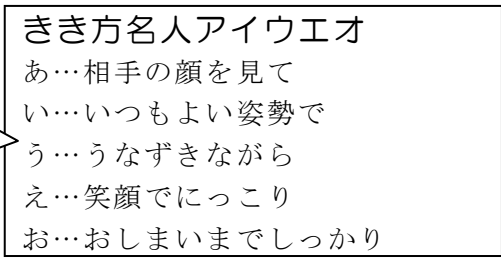 きき方名人アイウエオ
あ…相手の顔を見て
い…いつもよい姿勢で
う…うなずきながら
え…笑顔でにっこり
お…おしまいまでしっかり